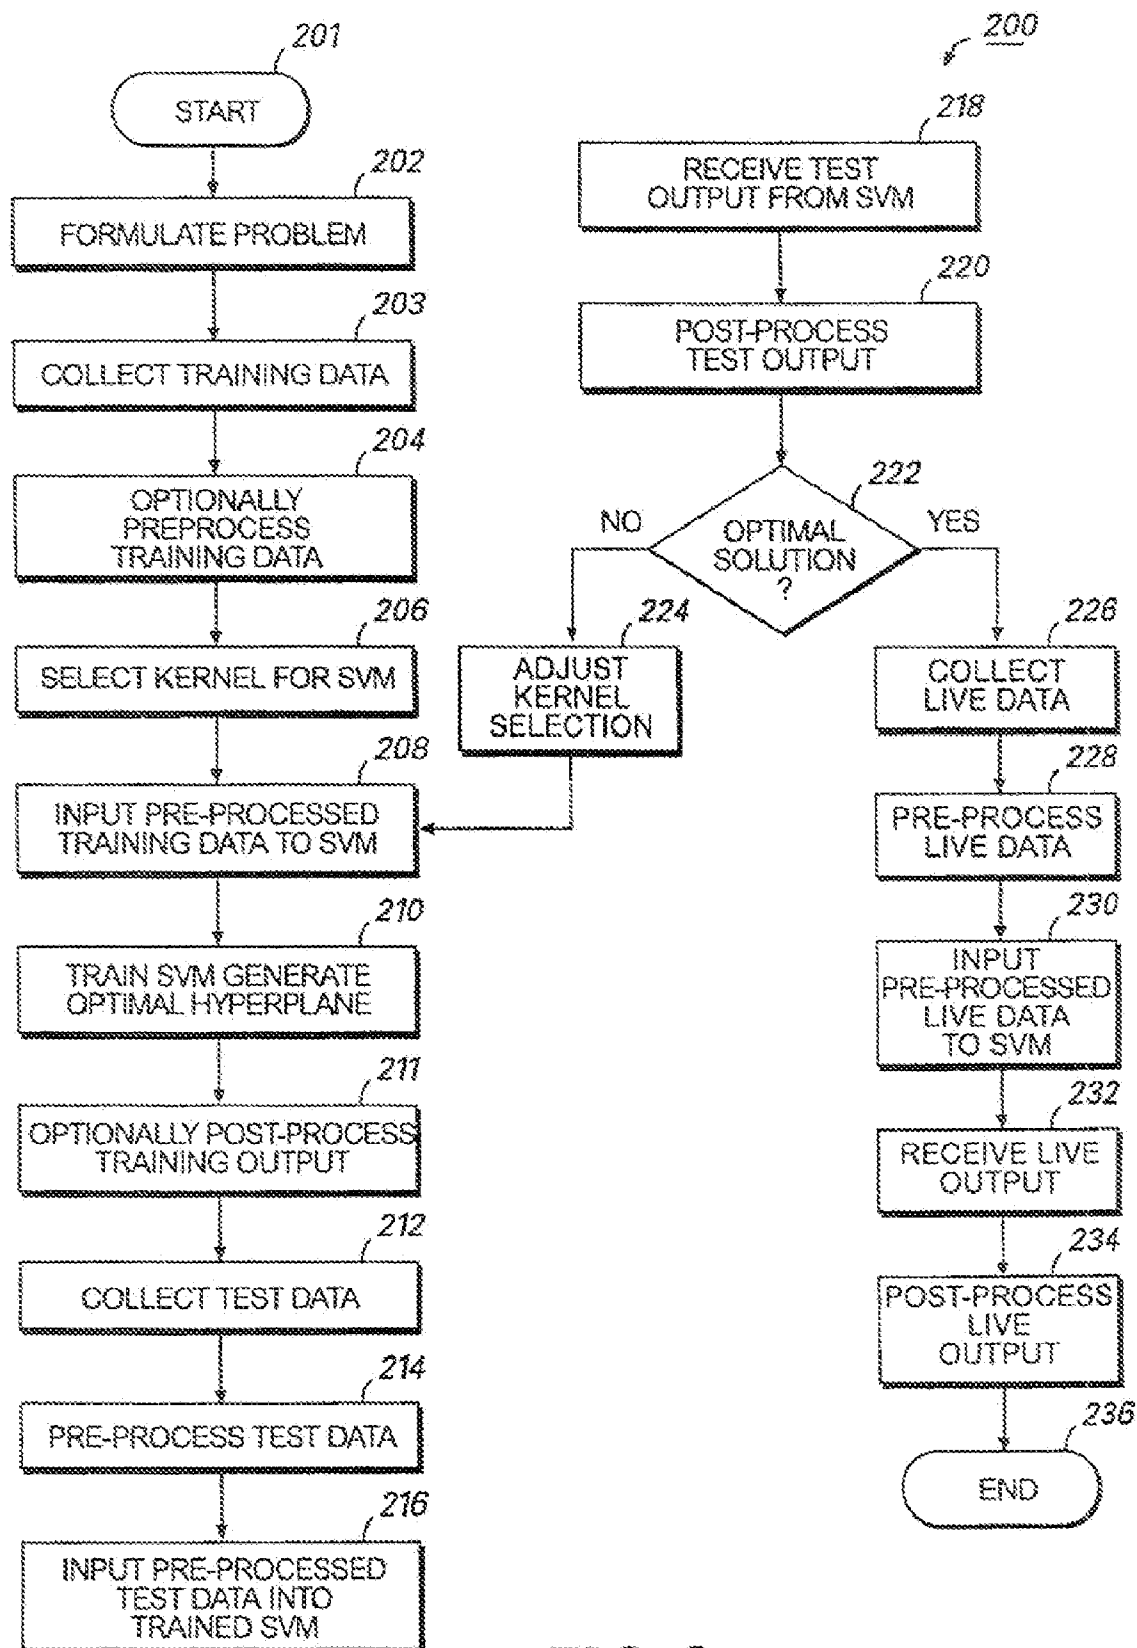 200
201
START
202
FORMULATE PROBLEM
203
COLLECT TRAINING DATA
204
OPTIONALLY
PREPROCESS
TRAINING DATA
206
SELECT KERNEL FOR SVM
208
INPUT PRE-PROCESSED
TRAINING DATA TO SVM
210
TRAIN SVM GENERATE
OPTIMAL HYPERPLANE
211
OPTIONALLY POST-PROCESS
TRAINING OUTPUT
212
COLLECT TEST DATA
214
PRE-PROCESS TEST DATA
216
INPUT PRE-PROCESSED
TEST DATA INTO
TRAINED SVM
218
RECEIVE TEST
OUTPUT FROM SVM
220
POST-PROCESS
TEST OUTPUT
222
OPTIMAL
SOLUTION
?
NO
YES
224
ADJUST
KERNEL
SELECTION
226
COLLECT
LIVE DATA
228
PRE-PROCESS
LIVE DATA
230
INPUT
PRE-PROCESSED
LIVE DATA
TO SVM
232
RECEIVE LIVE
OUTPUT
234
POST-PROCESS
LIVE
OUTPUT
236
END